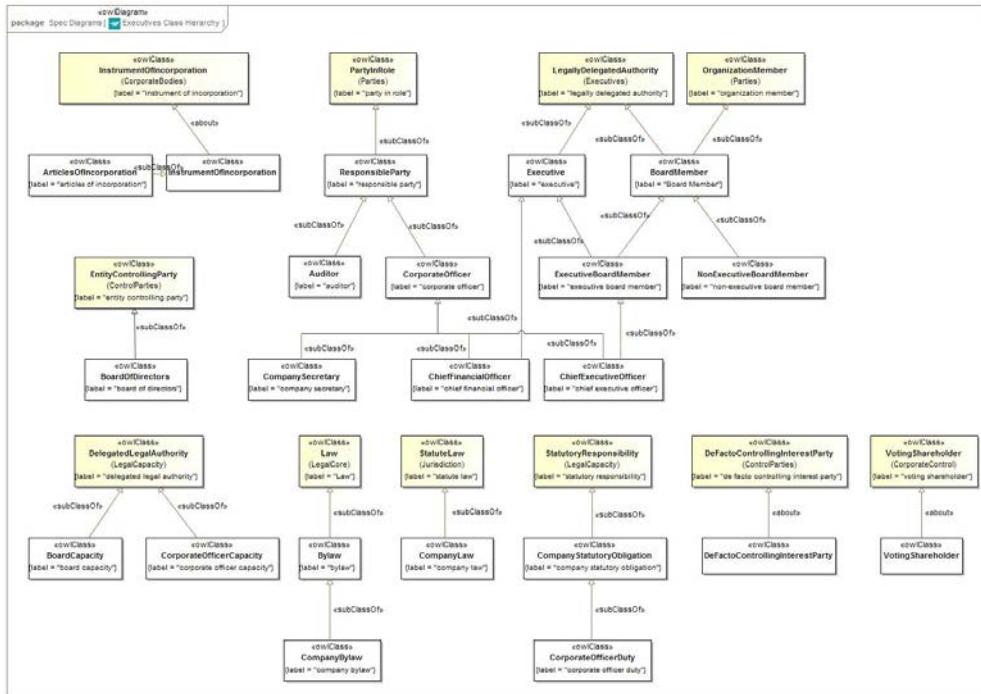 «owlDiagram»
package Spec Diagrams [ Executives Class Hierarchy ]
«owlClass»
InstrumentOfIncorporation
(CorporateBodies)
[label = "instrument of incorporation"]
«owlClass»
PartyInRole
(Parties)
[label = "party in role"]
«owlClass»
LegallyDelegatedAuthority
(Executives)
[label = "legally delegated authority"]
«owlClass»
OrganizationMember
(Parties)
[label = "organization member"]
«about»
«subClassOf»
«subClassOf»
«subClassOf»
«subClassOf»
«owlClass»
ArticlesOfIncorporation
[label = "articles of incorporation"]
«subClassOf»
«owlClass»
InstrumentOfIncorporation
«owlClass»
ResponsibleParty
[label = "responsible party"]
«owlClass»
Executive
[label = "executive"]
«owlClass»
BoardMember
[label = "Board Member"]
«subClassOf»
«subClassOf»
«subClassOf»
«subClassOf»
«subClassOf»
«owlClass»
EntityControllingParty
(ControlParties)
[label = "entity controlling party"]
«owlClass»
Auditor
[label = "auditor"]
«owlClass»
CorporateOfficer
[label = "corporate officer"]
«owlClass»
ExecutiveBoardMember
[label = "executive board member"]
«owlClass»
NonExecutiveBoardMember
[label = "non-executive board member"]
«subClassOf»
«subClassOf»
«subClassOf»
«subClassOf»
«subClassOf»
«subClassOf»
«owlClass»
BoardOfDirectors
[label = "board of directors"]
«owlClass»
CompanySecretary
[label = "company secretary"]
«owlClass»
ChiefFinancialOfficer
[label = "chief financial officer"]
«owlClass»
ChiefExecutiveOfficer
[label = "chief executive officer"]
«owlClass»
DelegatedLegalAuthority
(LegalCapacity)
[label = "delegated legal authority"]
«owlClass»
Law
(LegalCore)
[label = "Law"]
«owlClass»
StatuteLaw
(Jurisdiction)
[label = "statute law"]
«owlClass»
StatutoryResponsibility
(LegalCapacity)
[label = "statutory responsibility"]
«owlClass»
DeFactoControllingInterestParty
(ControlParties)
[label = "de facto controlling interest party"]
«owlClass»
VotingShareholder
(CorporateControl)
[label = "voting shareholder"]
«subClassOf»
«subClassOf»
«subClassOf»
«subClassOf»
«subClassOf»
«about»
«about»
«owlClass»
BoardCapacity
[label = "board capacity"]
«owlClass»
CorporateOfficerCapacity
[label = "corporate officer capacity"]
«owlClass»
Bylaw
[label = "bylaw"]
«owlClass»
CompanyLaw
[label = "company law"]
«owlClass»
CompanyStatutoryObligation
[label = "company statutory obligation"]
«owlClass»
DeFactoControllingInterestParty
«owlClass»
VotingShareholder
«subClassOf»
«subClassOf»
«owlClass»
CompanyBylaw
[label = "company bylaw"]
«owlClass»
CorporateOfficerDuty
[label = "corporate officer duty"]